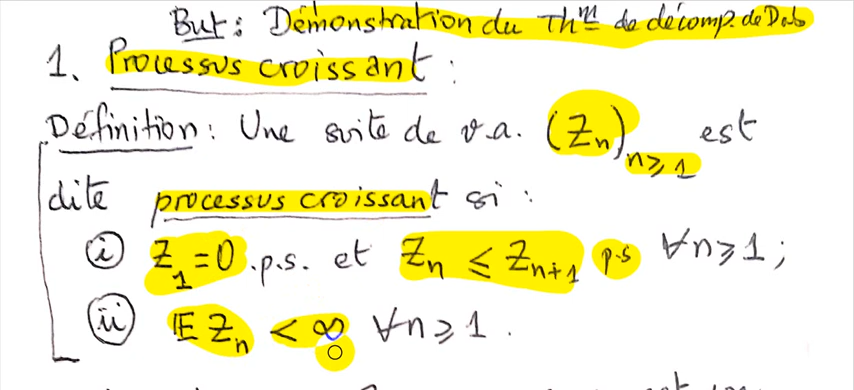 But : Démonstration du Thm de décomp. de Doob
1. Processus croissant :
Définition : Une suite de v.a. (Zn)n≥1 est
dite processus croissant si :
(i) Z1 = 0 .p.s. et Zn ≤ Zn+1 p.s ∀n≥1 ;
(ii) 𝔼 Zn < ∞ ∀n≥1 .